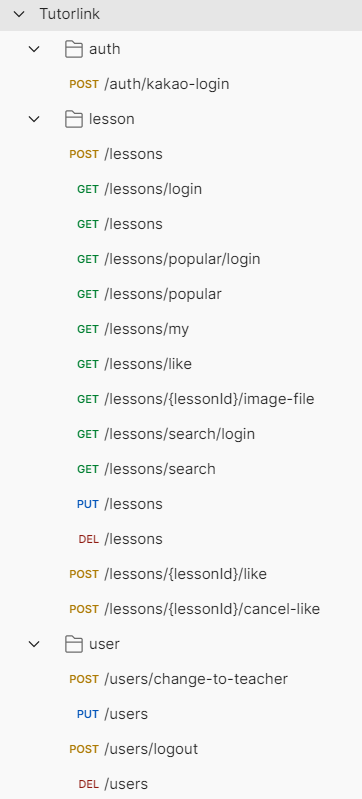 Tutorlink
auth
POST /auth/kakao-login
lesson
POST /lessons
GET /lessons/login
GET /lessons
GET /lessons/popular/login
GET /lessons/popular
GET /lessons/my
GET /lessons/like
GET /lessons/{lessonId}/image-file
GET /lessons/search/login
GET /lessons/search
PUT /lessons
DEL /lessons
POST /lessons/{lessonId}/like
POST /lessons/{lessonId}/cancel-like
user
POST /users/change-to-teacher
PUT /users
POST /users/logout
DEL /users